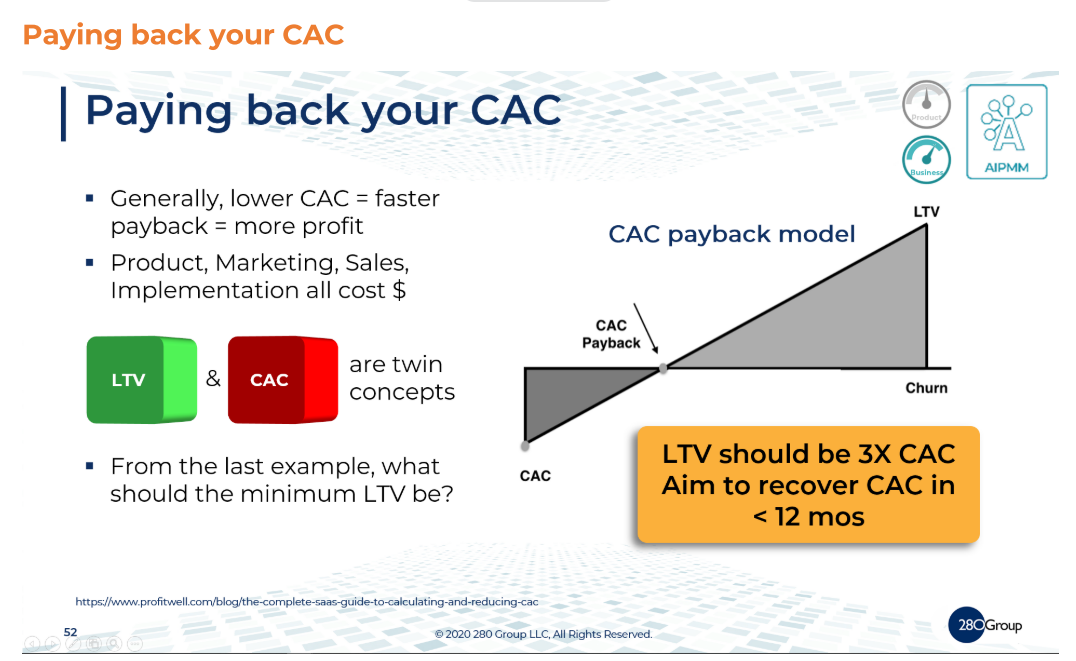 Paying back your CAC
Paying back your CAC
Product
Business
AIPMM
Generally, lower CAC = faster
payback = more profit
Product, Marketing, Sales,
Implementation all cost $
LTV
&
CAC
are twin
concepts
From the last example, what
should the minimum LTV be?
CAC payback model
LTV
CAC
Payback
Churn
CAC
LTV should be 3X CAC
Aim to recover CAC in
< 12 mos
https://www.profitwell.com/blog/the-complete-saas-guide-to-calculating-and-reducing-cac
52
© 2020 280 Group LLC, All Rights Reserved.
280Group